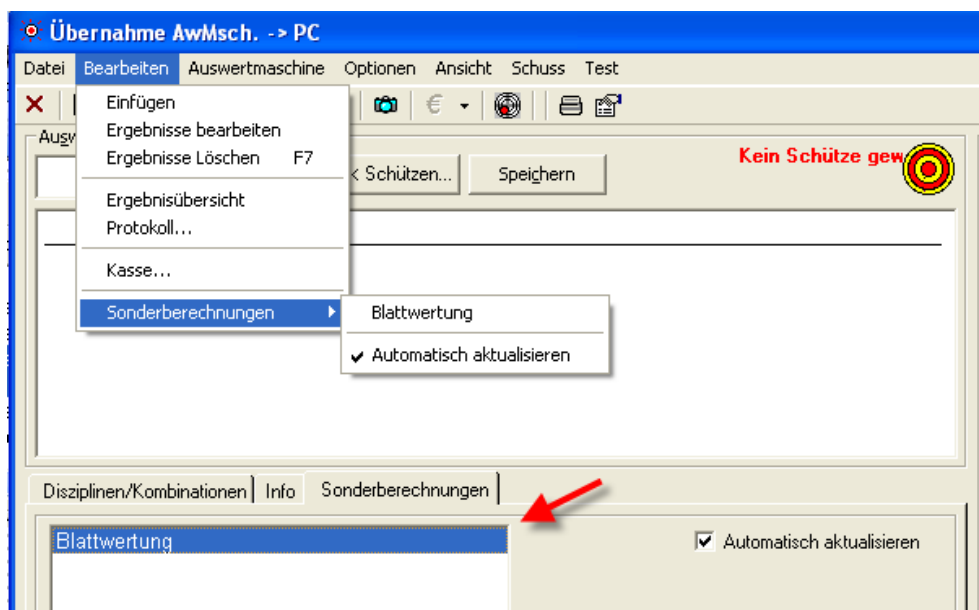 Übernahme AwMsch. -> PC
Datei Bearbeiten Auswertmaschine Optionen Ansicht Schuss Test
Einfügen
Ergebnisse bearbeiten
Ergebnisse Löschen F7
Ergebnisübersicht
Protokoll...
Kasse...
Sonderberechnungen
€
< Schützen... Speichern
Kein Schütze gew
Blattwertung
Automatisch aktualisieren
Disziplinen/Kombinationen Info Sonderberechnungen
Blattwertung
Automatisch aktualisieren